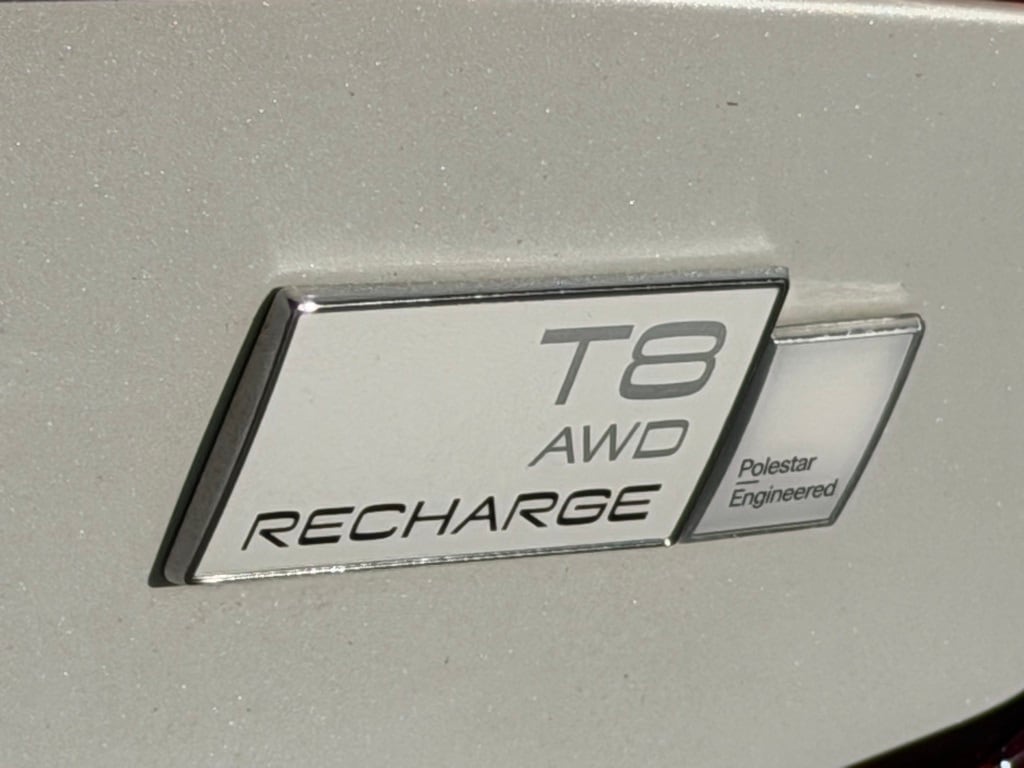 T8
AWD
RECHARGE
Polestar
Engineered